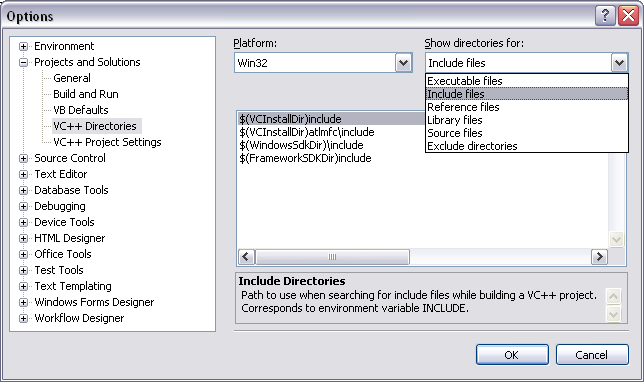 Options
Environment
Projects and Solutions
General
Build and Run
VB Defaults
VC++ Directories
VC++ Project Settings
Source Control
Text Editor
Database Tools
Debugging
Device Tools
HTML Designer
Office Tools
Test Tools
Text Templating
Windows Forms Designer
Workflow Designer
Platform:
Win32
Show directories for:
Include files
Executable files
Include files
Reference files
Library files
Source files
Exclude directories
$(VCInstallDir)include
$(VCInstallDir)atlmfc\include
$(WindowsSdkDir)\include
$(FrameworkSDKDir)include
Include Directories
Path to use when searching for include files while building a VC++ project.
Corresponds to environment variable INCLUDE.
OK
Cancel